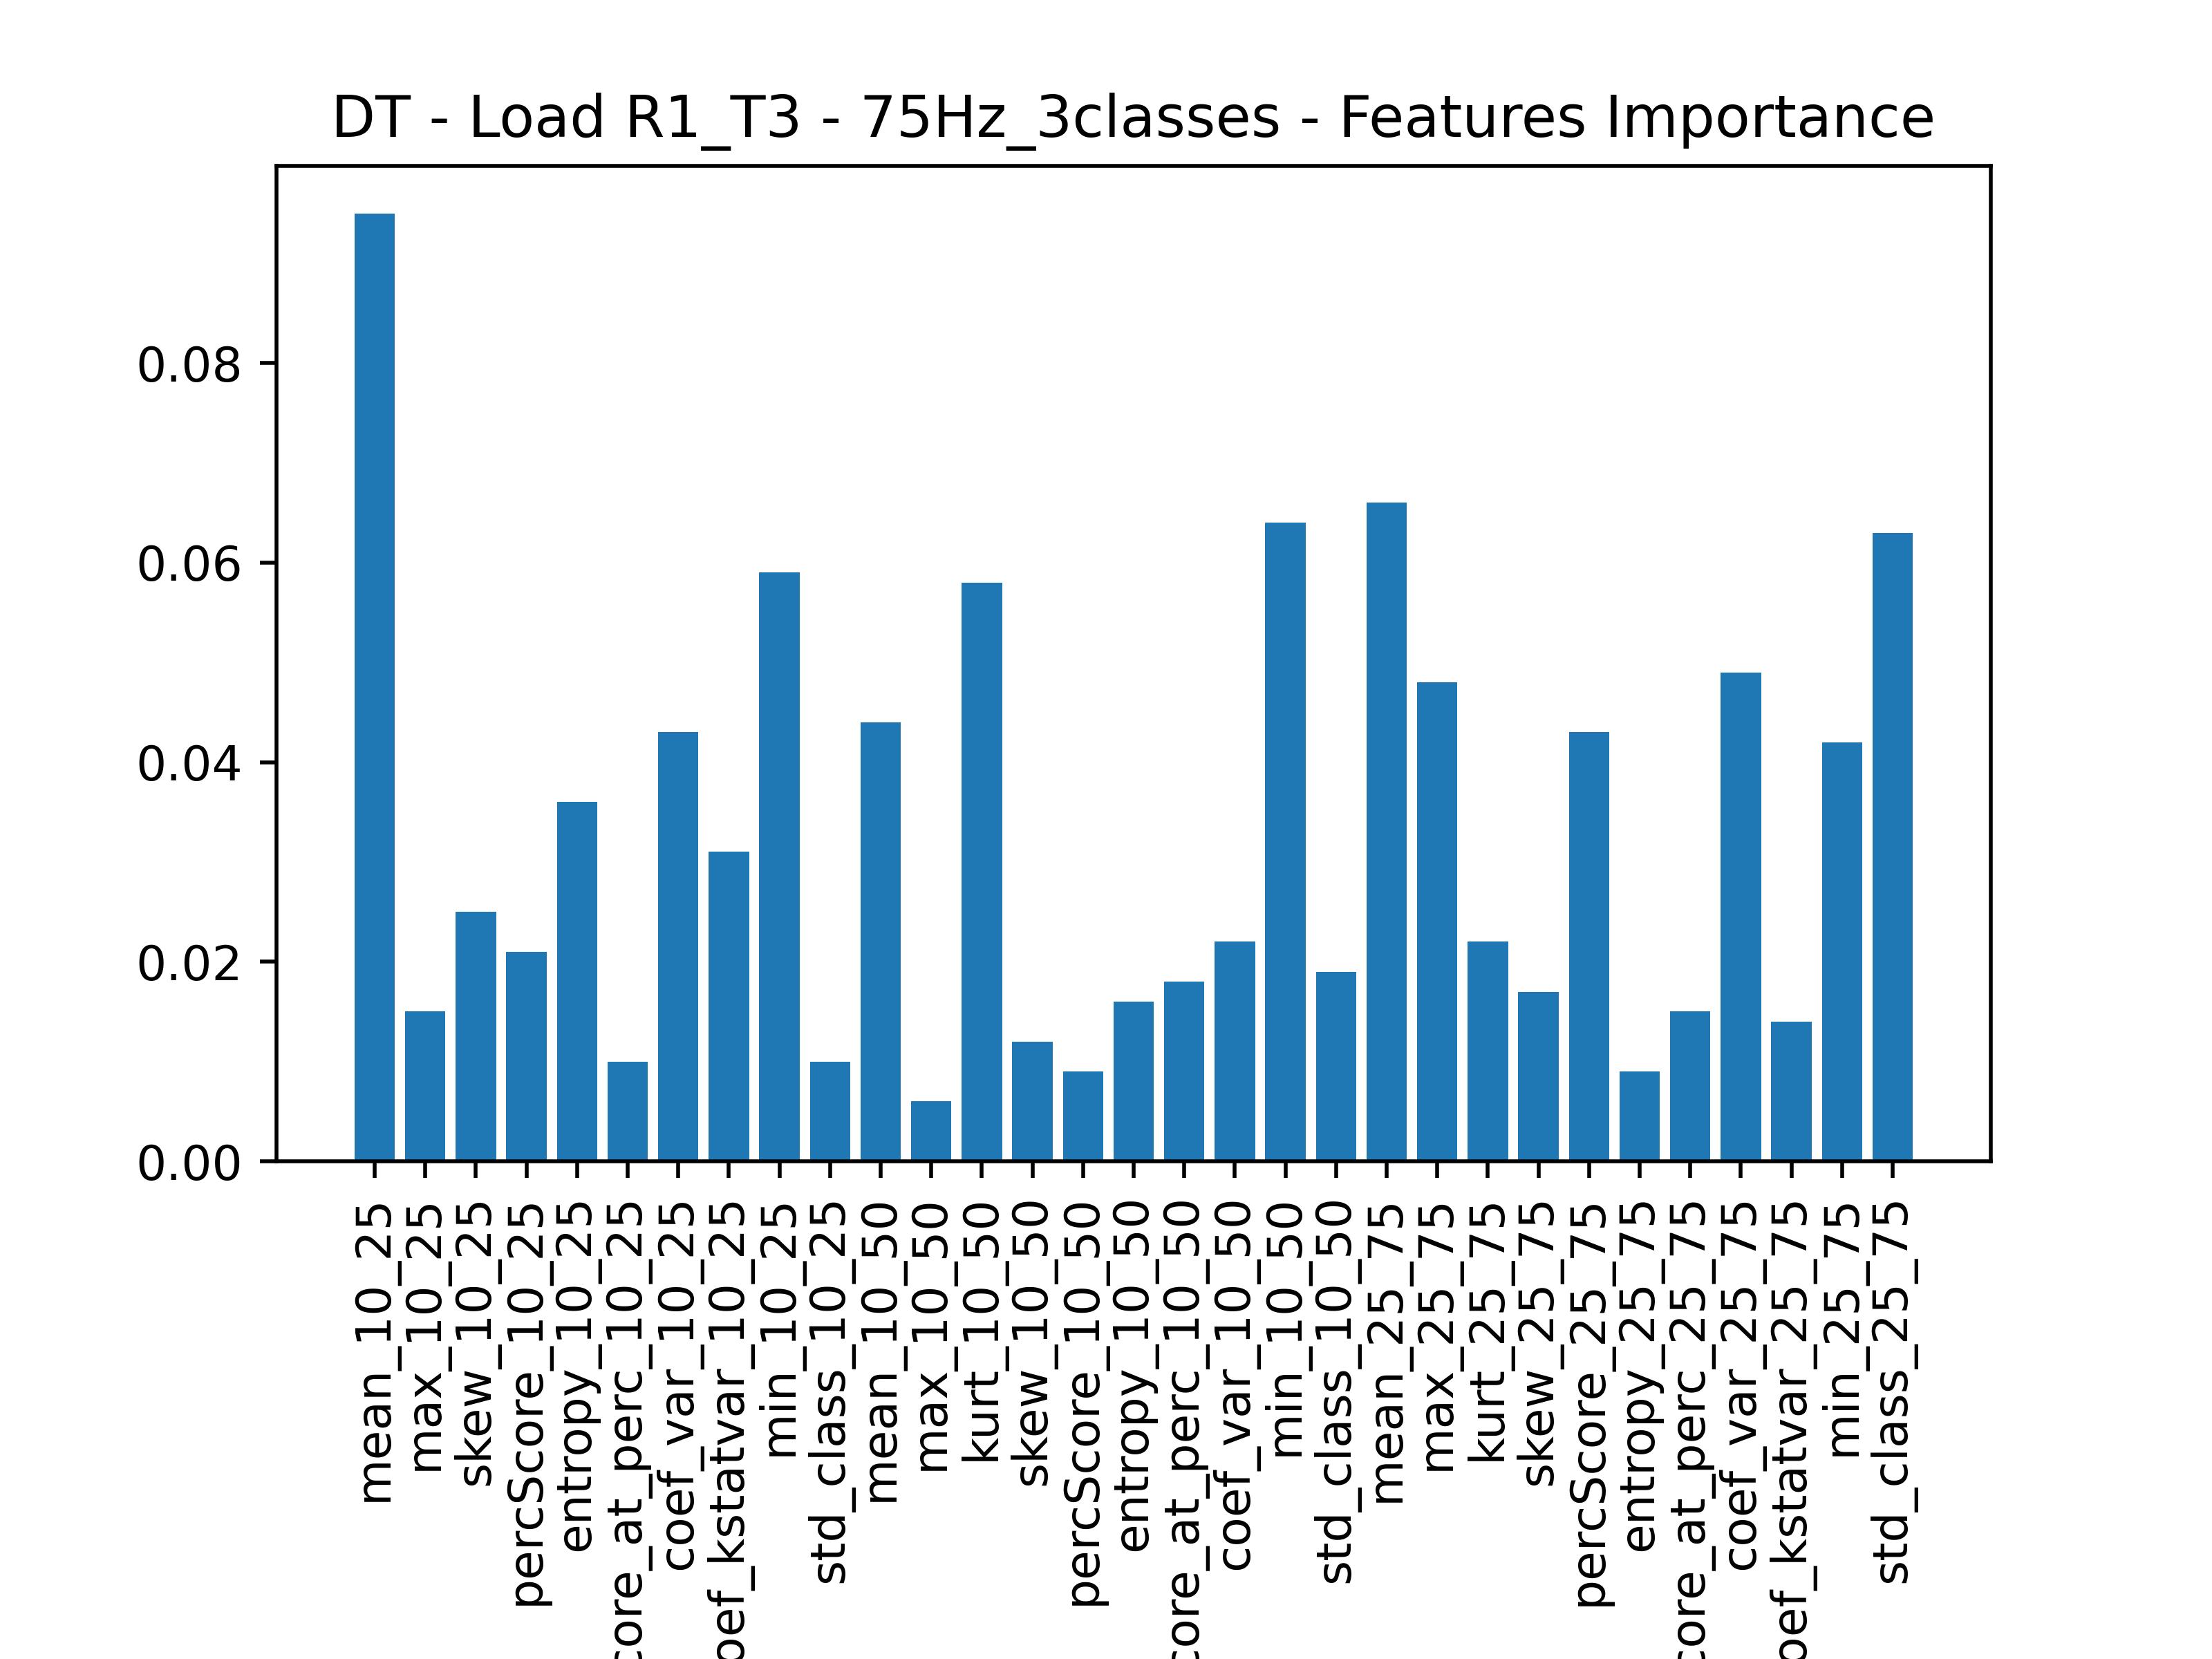 DT - Load R1_T3 - 75Hz_3classes - Features Importance
0.08
0.06
0.04
0.02
0.00
mean_10_25
max_10_25
skew_10_25
percScore_10_25
entropy_10_25
core_at_perc_10_25
coef_var_10_25
oef_kstatvar_10_25
min_10_25
std_class_10_25
mean_10_50
max_10_50
kurt_10_50
skew_10_50
percScore_10_50
entropy_10_50
core_at_perc_10_50
coef_var_10_50
min_10_50
std_class_10_50
mean_25_75
max_25_75
kurt_25_75
skew_25_75
percScore_25_75
entropy_25_75
core_at_perc_25_75
coef_var_25_75
oef_kstatvar_25_75
min_25_75
std_class_25_75